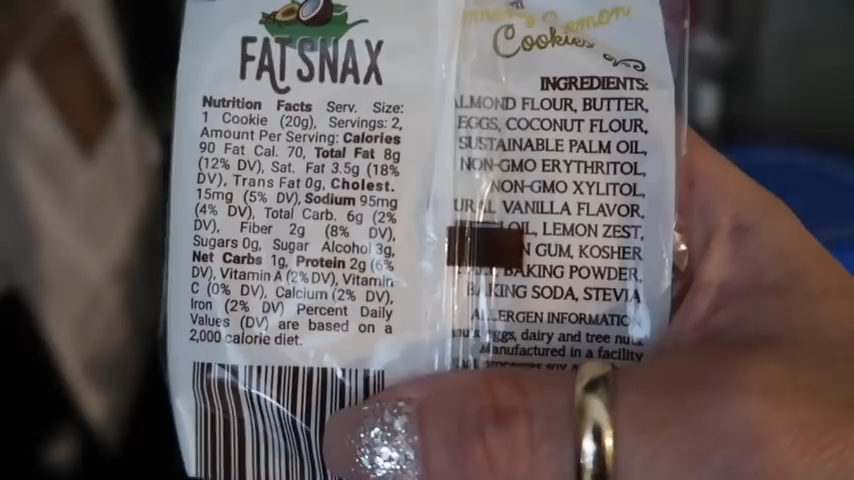 FATSNAX
Nutrition Facts Serv. Size:
1 Cookie (20g), Servings: 2,
Amount Per Serving: Calories
90 Fat Cal. 70, Total Fat 8g
(12% DV), Sat. Fat 3.5g (18%
DV), Trans Fat 0g, Cholest.
15mg (5% DV), Sodium 95mg
(4% DV), Total Carb. 6g (2%
DV), Fiber 2g (8% DV),
Sugars 0g, Sugar Alcohol 3g,
Net Carbs 1g, Protein 2g (6%
DV), Vitamin A (2% DV), Vitamin
C (0% DV), Calcium (2% DV),
Iron (2% DV) Percent Daily
Values (DV) are based on a
2,000 calorie diet.
Lemon
Cookies
INGREDIENTS:
ALMOND FLOUR, BUTTER,
EGGS, COCONUT FLOUR,
SUSTAINABLE PALM OIL,
NON-GMO ERYTHRITOL,
NON-GMO XYLITOL,
VANILLA FLAVOR,
OIL, LEMON ZEST,
GUM, KOSHER
BAKING POWDER,
BAKING SODA, STEVIA
ALLERGEN INFORMATION
eggs, dairy and tree nuts
Manufactured in a facility
soy